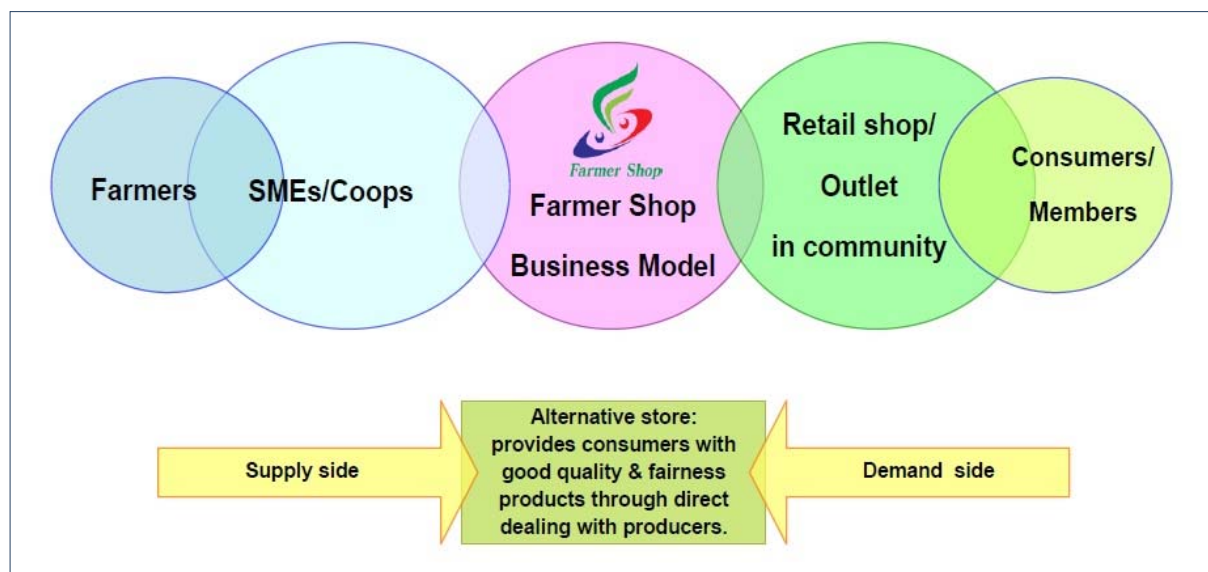 Farmers
SMEs/Coops
Farmer Shop
Farmer Shop
Business Model
Retail shop/
Outlet
in community
Consumers/
Members
Supply side
Alternative store:
provides consumers with
good quality & fairness
products through direct
dealing with producers.
Demand side